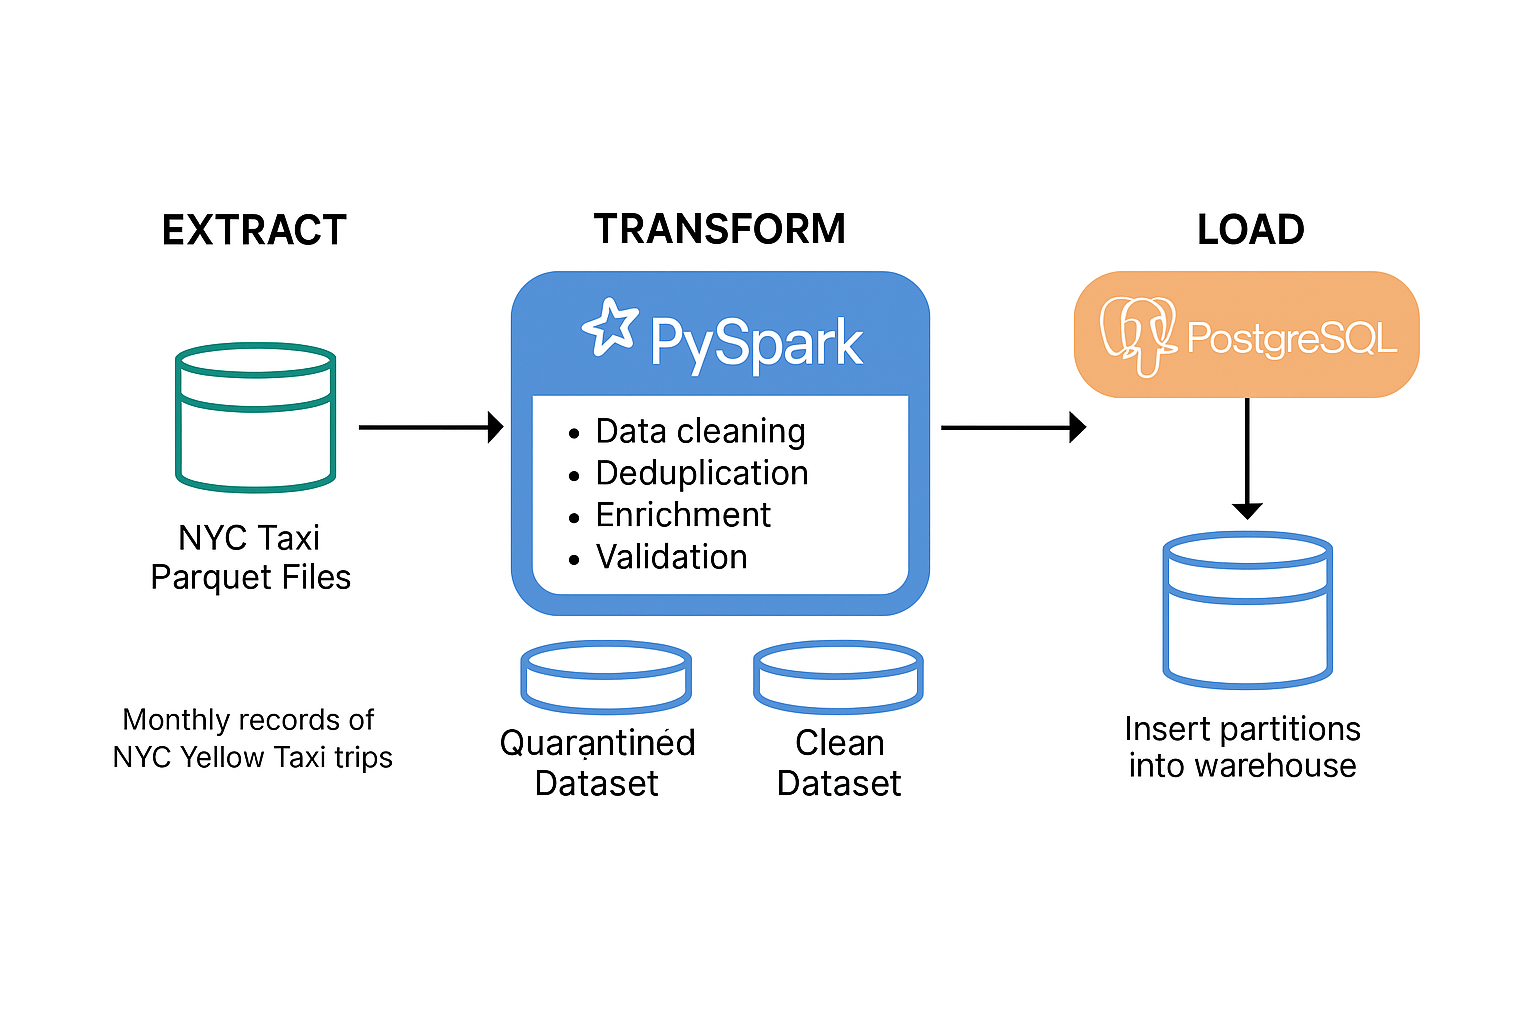 EXTRACT
TRANSFORM
LOAD
PySpark
PostgreSQL
• Data cleaning
• Deduplication
• Enrichment
• Validation
NYC Taxi
Parquet Files
Monthly records of
NYC Yellow Taxi trips
Quarantinéd
Dataset
Clean
Dataset
Insert partitions
into warehouse